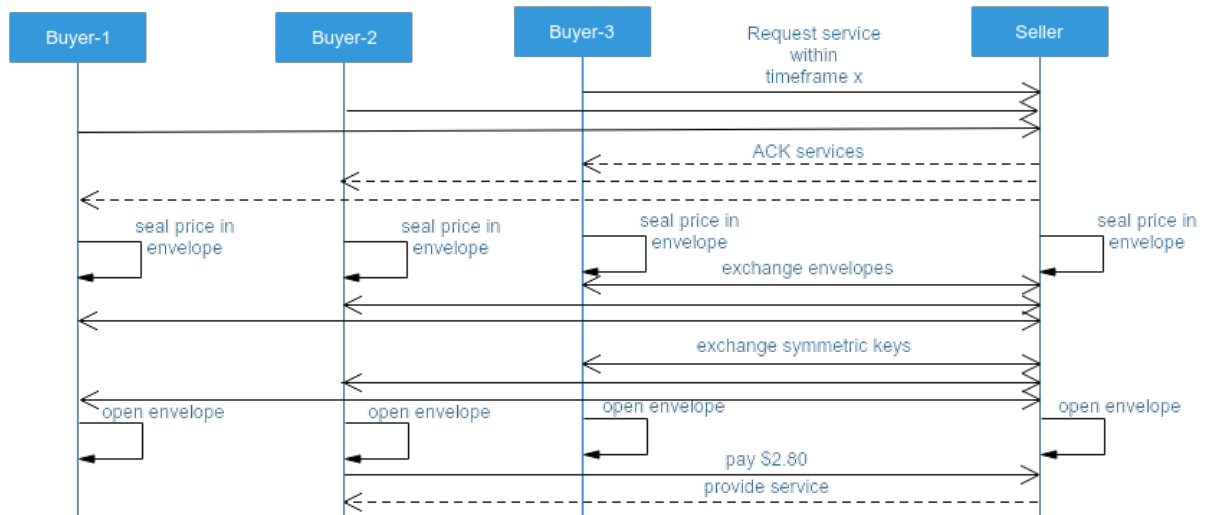 Buyer-1
Buyer-2
Buyer-3
Seller
Request service
within
timeframe x
ACK services
seal price in
envelope
seal price in
envelope
seal price in
envelope
seal price in
envelope
exchange envelopes
exchange symmetric keys
open envelope
open envelope
open envelope
open envelope
pay $2.80
provide service